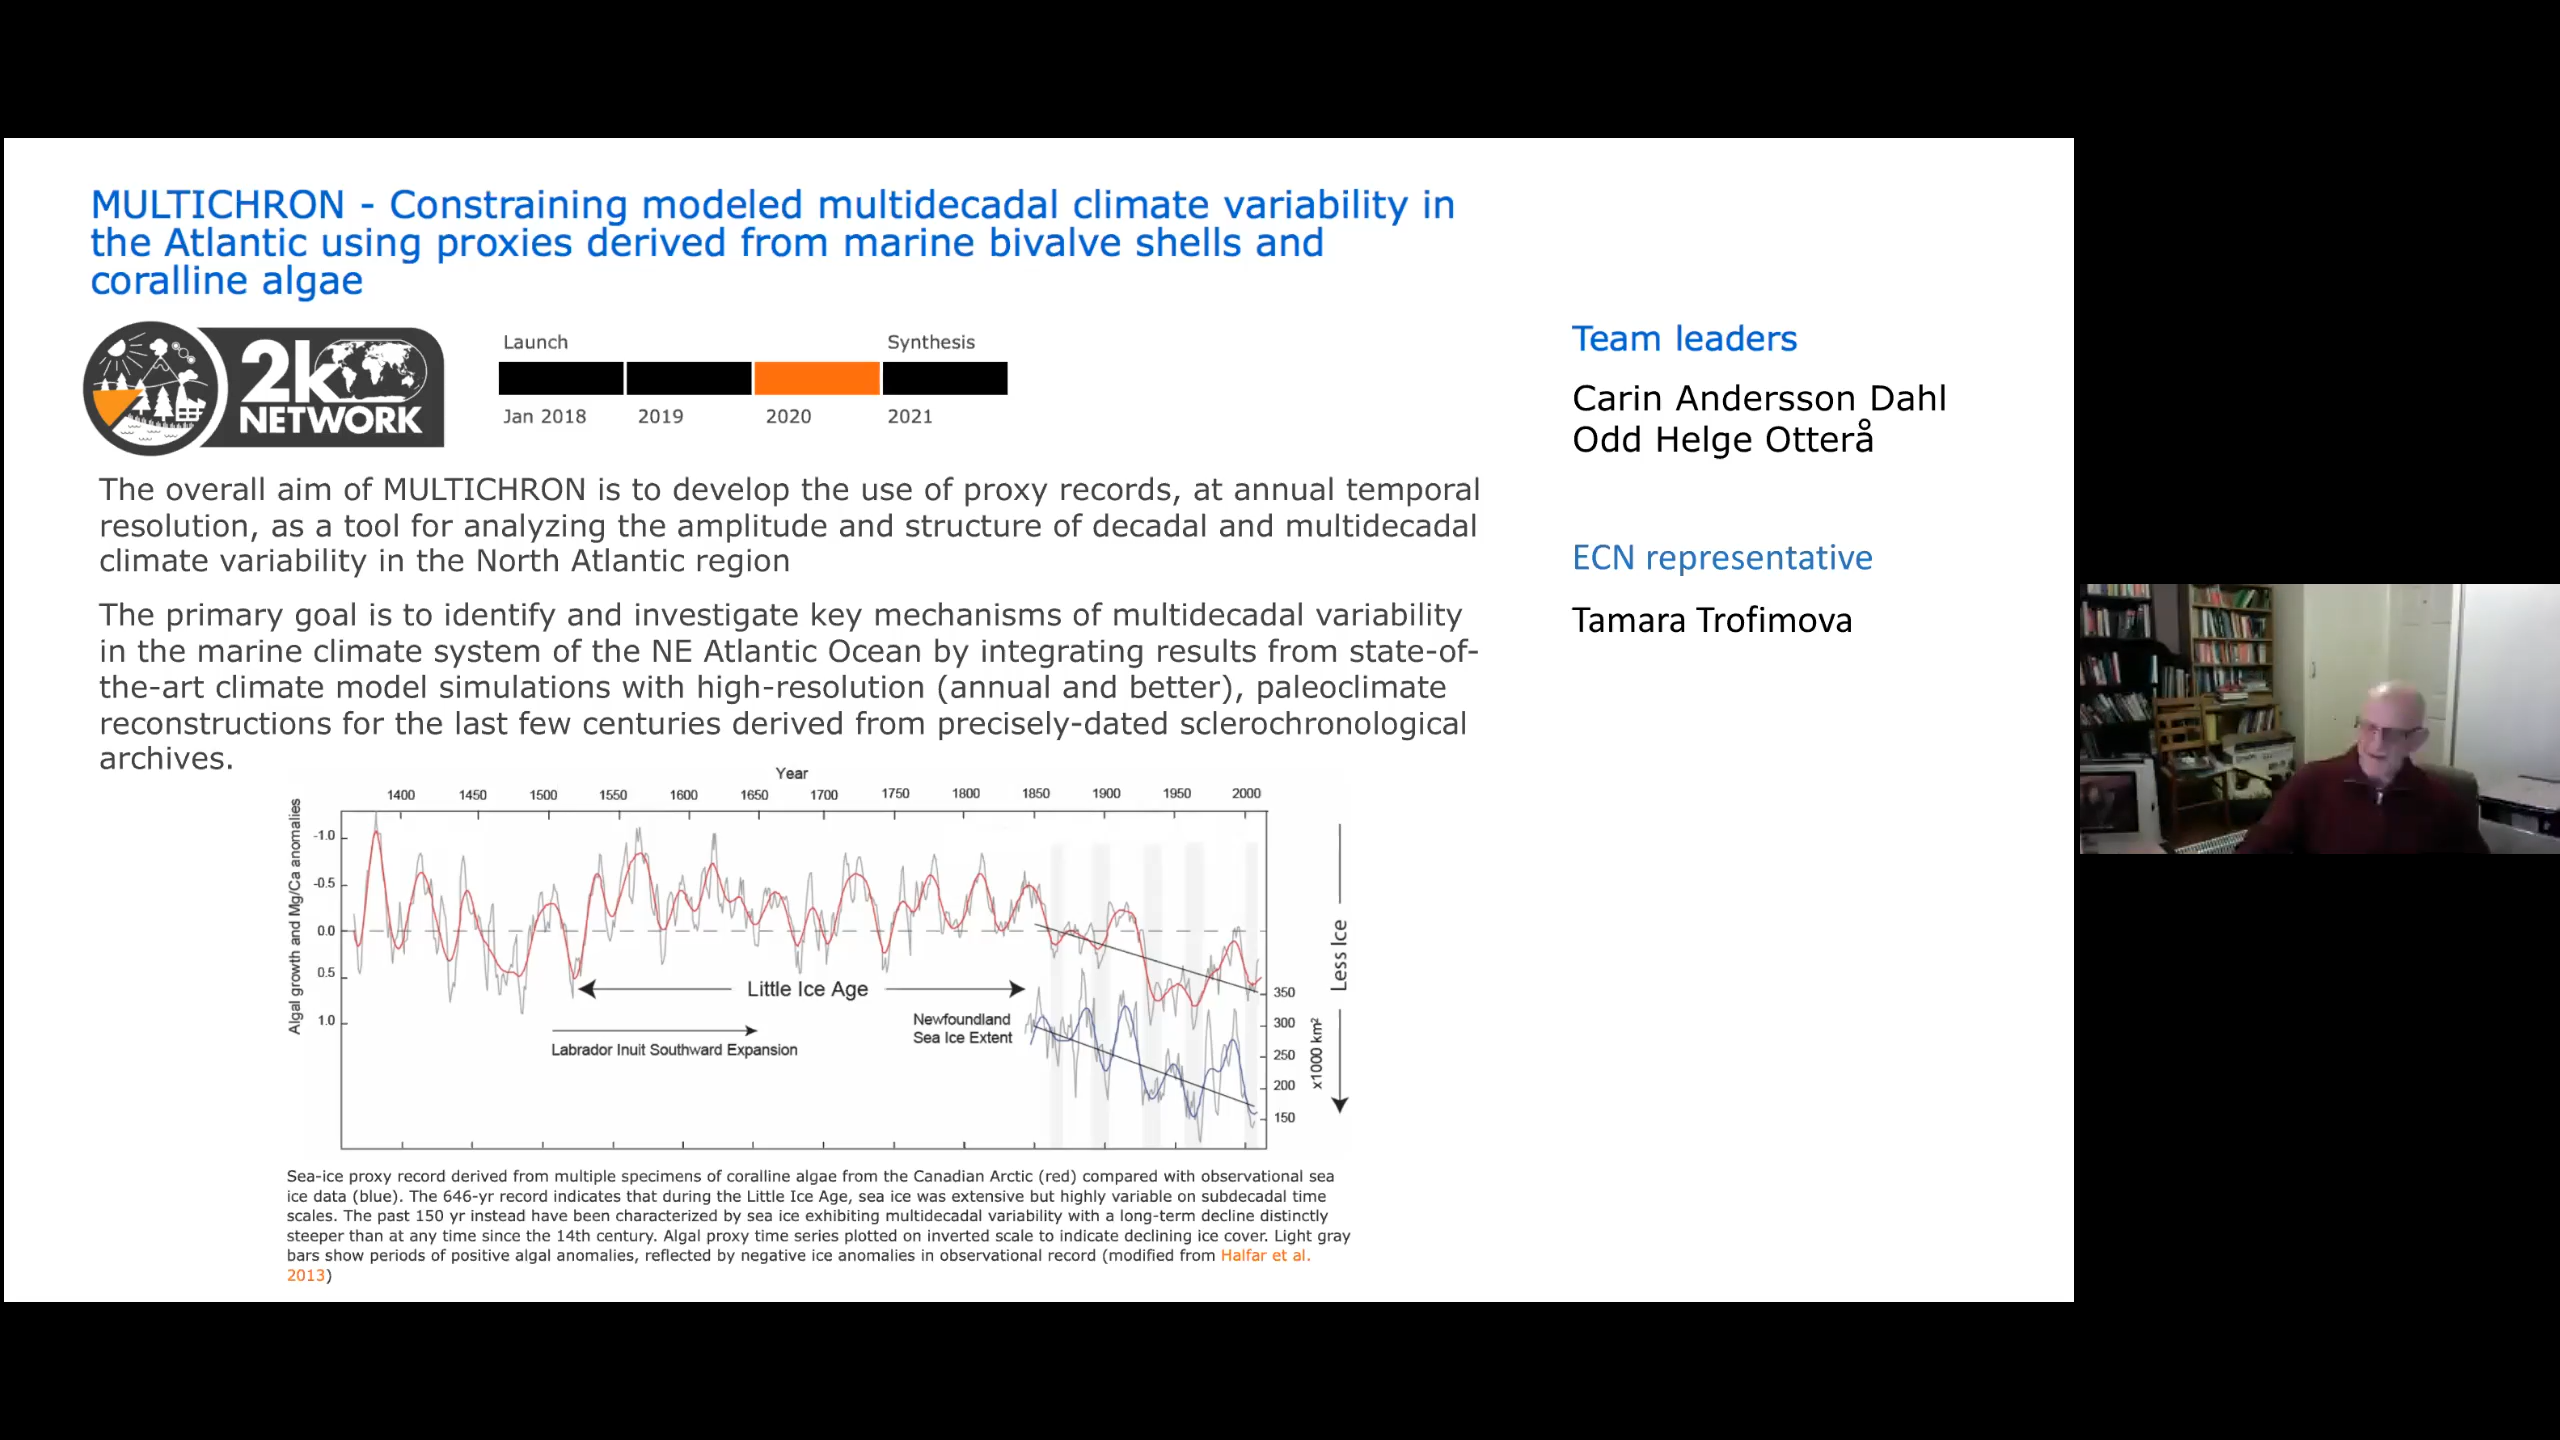 MULTICHRON - Constraining modeled multidecadal climate variability in
the Atlantic using proxies derived from marine bivalve shells and
coralline algae
2k
NETWORK
Launch
Synthesis
Jan 2018
2019
2020
2021
Team leaders
Carin Andersson Dahl
Odd Helge Otterå
ECN representative
Tamara Trofimova
The overall aim of MULTICHRON is to develop the use of proxy records, at annual temporal
resolution, as a tool for analyzing the amplitude and structure of decadal and multidecadal
climate variability in the North Atlantic region
The primary goal is to identify and investigate key mechanisms of multidecadal variability
in the marine climate system of the NE Atlantic Ocean by integrating results from state-of-
the-art climate model simulations with high-resolution (annual and better), paleoclimate
reconstructions for the last few centuries derived from precisely-dated sclerochronological
archives.
Year
1400 1450 1500 1550 1600 1650 1700 1750 1800 1850 1900 1950 2000
Algal growth and Mg/Ca anomalies
-1.0
-0.5
0.0
0.5
1.0
Little Ice Age
Labrador Inuit Southward Expansion
Newfoundland
Sea Ice Extent
350
300
250
200
150
x1000 km²
Less Ice
Sea-ice proxy record derived from multiple specimens of coralline algae from the Canadian Arctic (red) compared with observational sea
ice data (blue). The 646-yr record indicates that during the Little Ice Age, sea ice was extensive but highly variable on subdecadal time
scales. The past 150 yr instead have been characterized by sea ice exhibiting multidecadal variability with a long-term decline distinctly
steeper than at any time since the 14th century. Algal proxy time series plotted on inverted scale to indicate declining ice cover. Light gray
bars show periods of positive algal anomalies, reflected by negative ice anomalies in observational record (modified from Halfar et al.
2013)